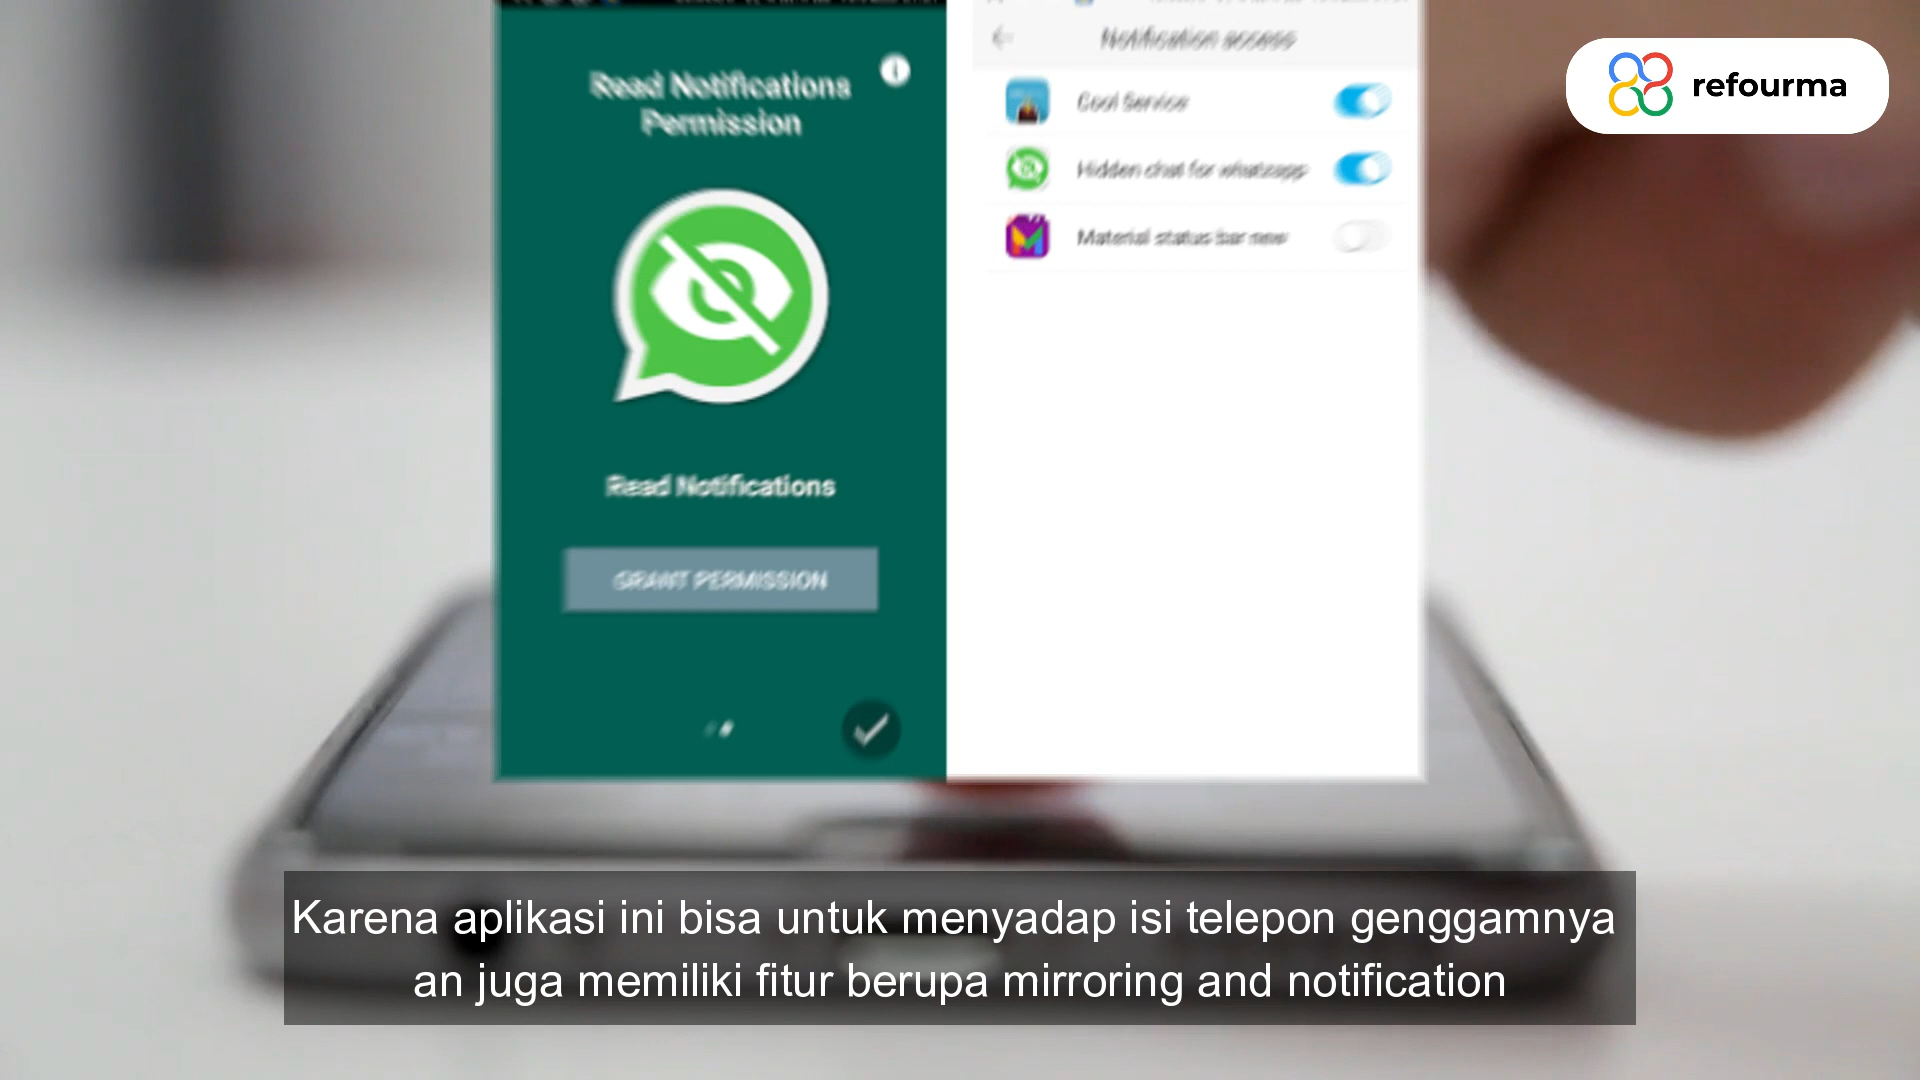 Read Notifications
Permission
Read Notifications
GRANT PERMISSION
Notification access
Cool Service
Hidden chat for whatzapp
Material status bar new
refourma
Karena aplikasi ini bisa untuk menyadap isi telepon genggamnya
an juga memiliki fitur berupa mirroring and notification